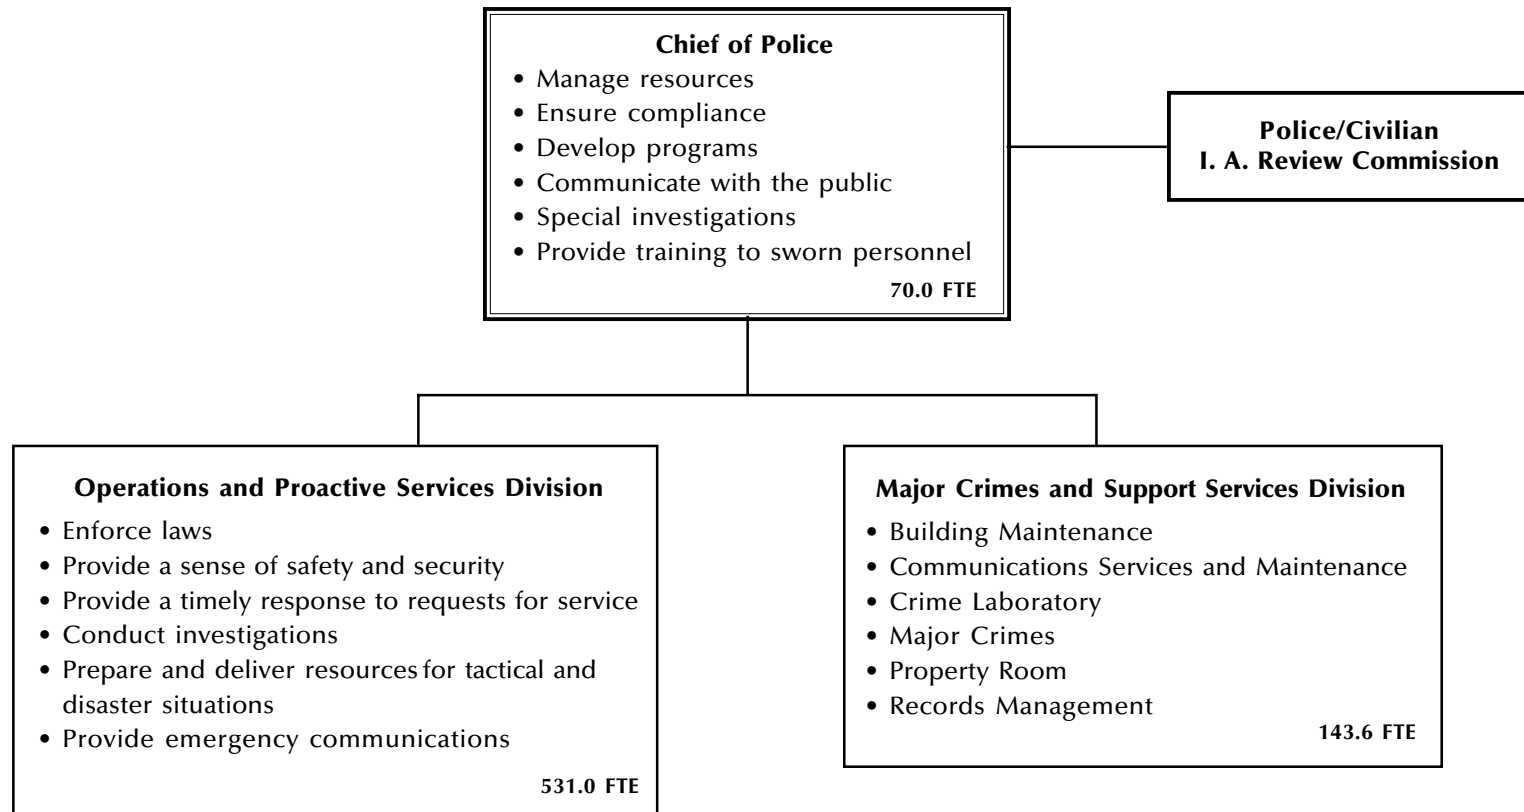 Chief of Police
• Manage resources
• Ensure compliance
• Develop programs
• Communicate with the public
• Special investigations
• Provide training to sworn personnel
70.0 FTE
Police/Civilian
I. A. Review Commission
Operations and Proactive Services Division
• Enforce laws
• Provide a sense of safety and security
• Provide a timely response to requests for service
• Conduct investigations
• Prepare and deliver resources for tactical and
disaster situations
• Provide emergency communications
531.0 FTE
Major Crimes and Support Services Division
• Building Maintenance
• Communications Services and Maintenance
• Crime Laboratory
• Major Crimes
• Property Room
• Records Management
143.6 FTE